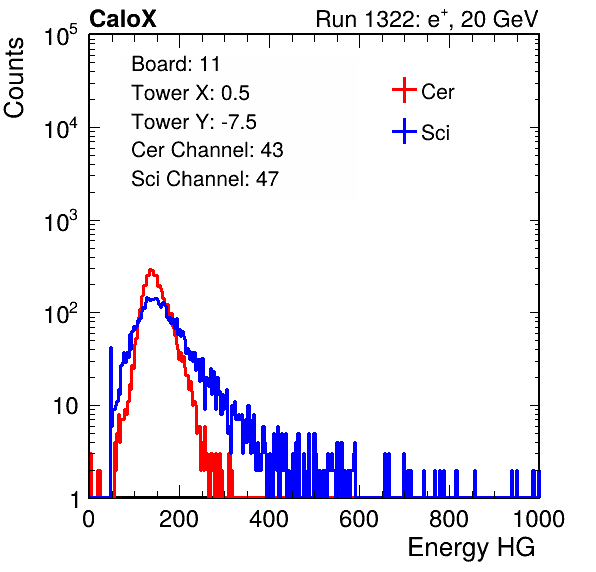 CaloX Run 1322: e⁺, 20 GeV
Counts
Board: 11
Tower X: 0.5
Tower Y: -7.5
Cer Channel: 43
Sci Channel: 47
Cer
Sci
10⁵
10⁴
10³
10²
10
1
0 200 400 600 800 1000
Energy HG